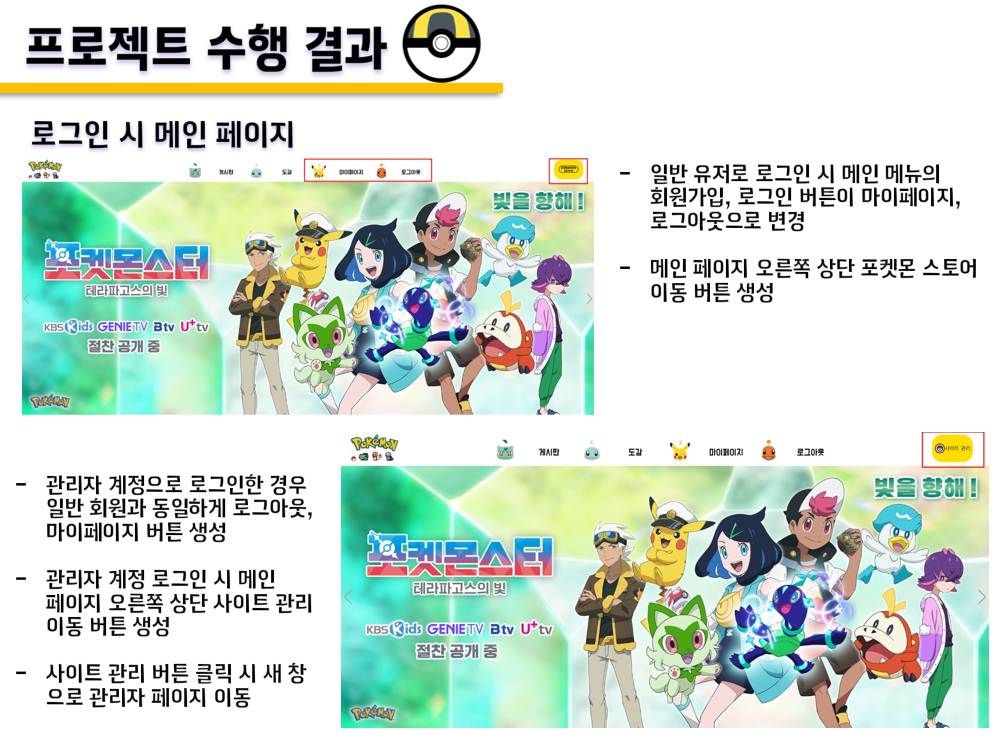 프로젝트 수행 결과
로그인 시 메인 페이지
Pokémon
게시판 도감 마이페이지 로그아웃
빛을 향해!
포켓몬스터
테라파고스의 빛
KBS Kids GENIE TV B tv U+tv
절찬 공개 중
Pokémon
- 일반 유저로 로그인 시 메인 메뉴의
회원가입, 로그인 버튼이 마이페이지,
로그아웃으로 변경
- 메인 페이지 오른쪽 상단 포켓몬 스토어
이동 버튼 생성
- 관리자 계정으로 로그인한 경우
일반 회원과 동일하게 로그아웃,
마이페이지 버튼 생성
- 관리자 계정 로그인 시 메인
페이지 오른쪽 상단 사이트 관리
이동 버튼 생성
- 사이트 관리 버튼 클릭 시 새 창
으로 관리자 페이지 이동
Pokémon
게시판 도감 마이페이지 로그아웃
사이트 관리
빛을 향해!
포켓몬스터
테라파고스의 빛
KBS Kids GENIE TV B tv U+tv
절찬 공개 중
Pokémon